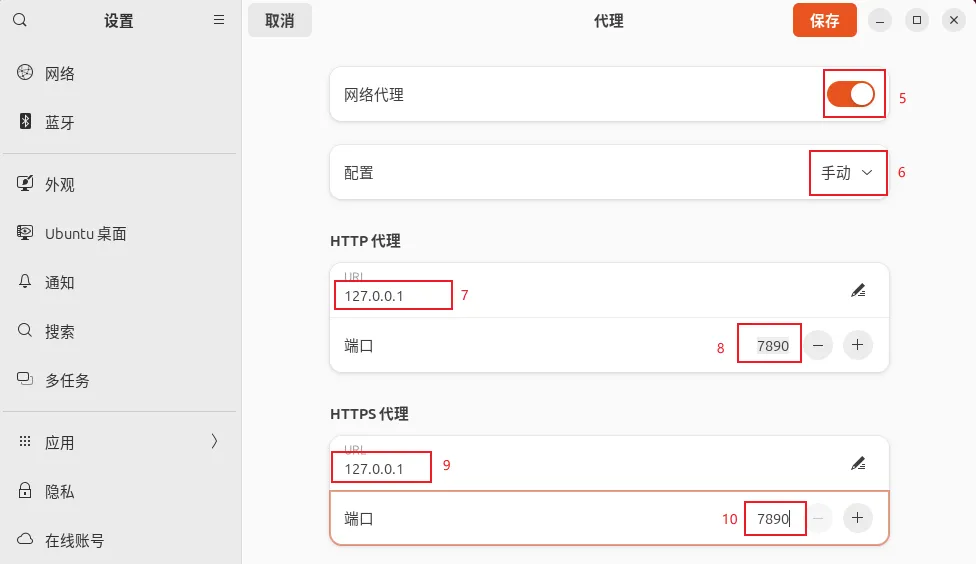 设置
取消
代理
保存
网络
蓝牙
外观
Ubuntu 桌面
通知
搜索
多任务
应用
隐私
在线账号
网络代理
5
配置
手动
6
HTTP 代理
URL
127.0.0.1
7
端口
8
7890
HTTPS 代理
URL
127.0.0.1
9
端口
10
7890